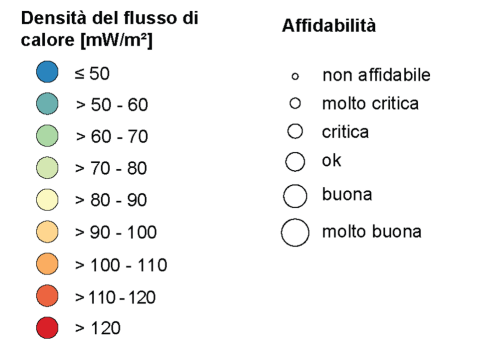 Densità del flusso di
calore [mW/m²]
≤ 50
> 50 - 60
> 60 - 70
> 70 - 80
> 80 - 90
> 90 - 100
> 100 - 110
> 110 - 120
> 120
Affidabilità
non affidabile
molto critica
critica
ok
buona
molto buona